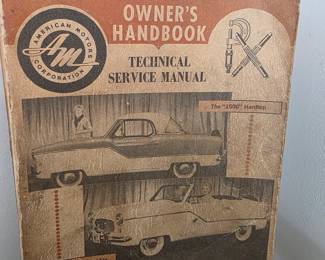 OWNER'S
HANDBOOK
AMERICAN MOTORS
AM
CORPORATION
TECHNICAL
SERVICE MANUAL
The "1500" Hardtop